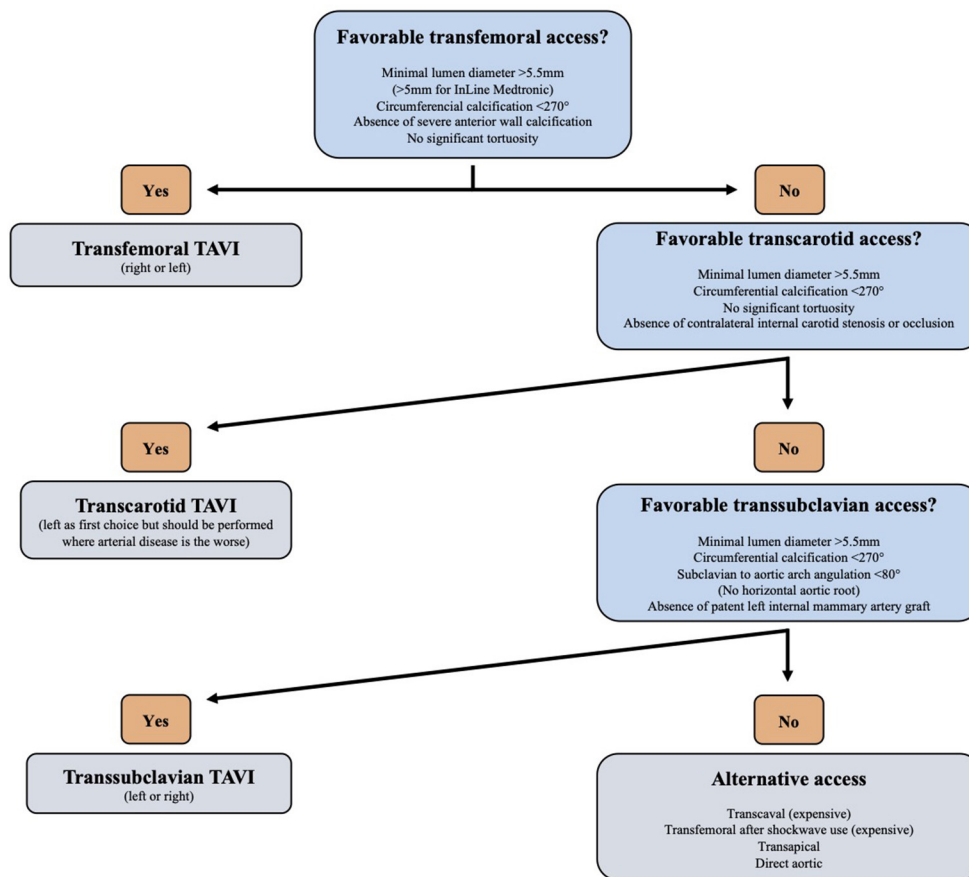 Favorable transfemoral access?
Minimal lumen diameter >5.5mm
(>5mm for InLine Medtronic)
Circumferencial calcification <270°
Absence of severe anterior wall calcification
No significant tortuosity
Yes
No
Transfemoral TAVI
(right or left)
Favorable transcarotid access?
Minimal lumen diameter >5.5mm
Circumferential calcification <270°
No significant tortuosity
Absence of contralateral internal carotid stenosis or occlusion
Yes
No
Transcarotid TAVI
(left as first choice but should be performed
where arterial disease is the worse)
Favorable transsubclavian access?
Minimal lumen diameter >5.5mm
Circumferential calcification <270°
Subclavian to aortic arch angulation <80°
(No horizontal aortic root)
Absence of patent left internal mammary artery graft
Yes
No
Transsubclavian TAVI
(left or right)
Alternative access
Transcaval (expensive)
Transfemoral after shockwave use (expensive)
Transapical
Direct aortic